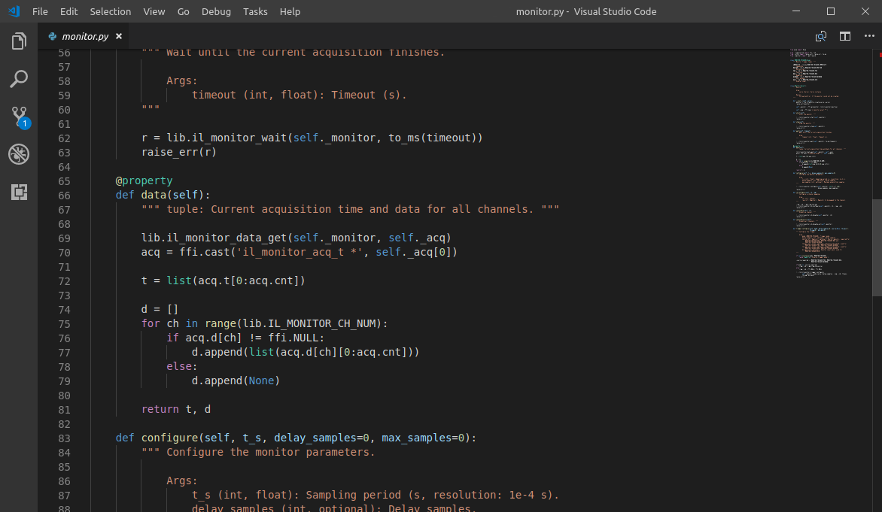 File Edit Selection View Go Debug Tasks Help monitor.py - Visual Studio Code
monitor.py
56 """ Wait until the current acquisition finishes.
57
58 Args:
59 timeout (int, float): Timeout (s).
60 """
61
62 r = lib.il_monitor_wait(self._monitor, to_ms(timeout))
63 raise_err(r)
64
65 @property
66 def data(self):
67 """ tuple: Current acquisition time and data for all channels. """
68
69 lib.il_monitor_data_get(self._monitor, self._acq)
70 acq = ffi.cast('il_monitor_acq_t *', self._acq[0])
71
72 t = list(acq.t[0:acq.cnt])
73
74 d = []
75 for ch in range(lib.IL_MONITOR_CH_NUM):
76 if acq.d[ch] != ffi.NULL:
77 d.append(list(acq.d[ch][0:acq.cnt]))
78 else:
79 d.append(None)
80
81 return t, d
82
83 def configure(self, t_s, delay_samples=0, max_samples=0):
84 """ Configure the monitor parameters.
85
86 Args:
87 t_s (int, float): Sampling period (s, resolution: 1e-4 s).
88 delay_samples (int, optional): Delay samples.
1